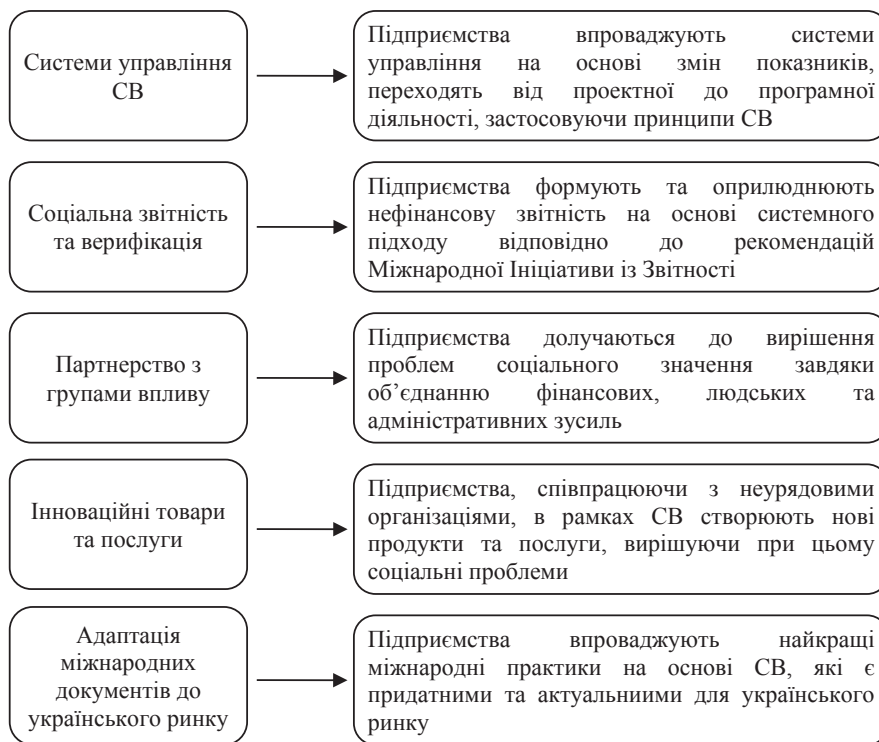 Системи управління
СВ
Підприємства впроваджують системи
управління на основі змін показників,
переходять від проектної до програмної
діяльності, застосовуючи принципи СВ
Соціальна звітність
та верифікація
Підприємства формують та оприлюднюють
нефінансову звітність на основі системного
підходу відповідно до рекомендацій
Міжнародної Ініціативи із Звітності
Партнерство з
групами впливу
Підприємства долучаються до вирішення
проблем соціального значення завдяки
об’єднанню фінансових, людських та
адміністративних зусиль
Інноваційні товари
та послуги
Підприємства, співпрацюючи з неурядовими
організаціями, в рамках СВ створюють нові
продукти та послуги, вирішуючи при цьому
соціальні проблеми
Адаптація
міжнародних
документів до
українського ринку
Підприємства впроваджують найкращі
міжнародні практики на основі СВ, які є
придатними та актуальниими для українського
ринку